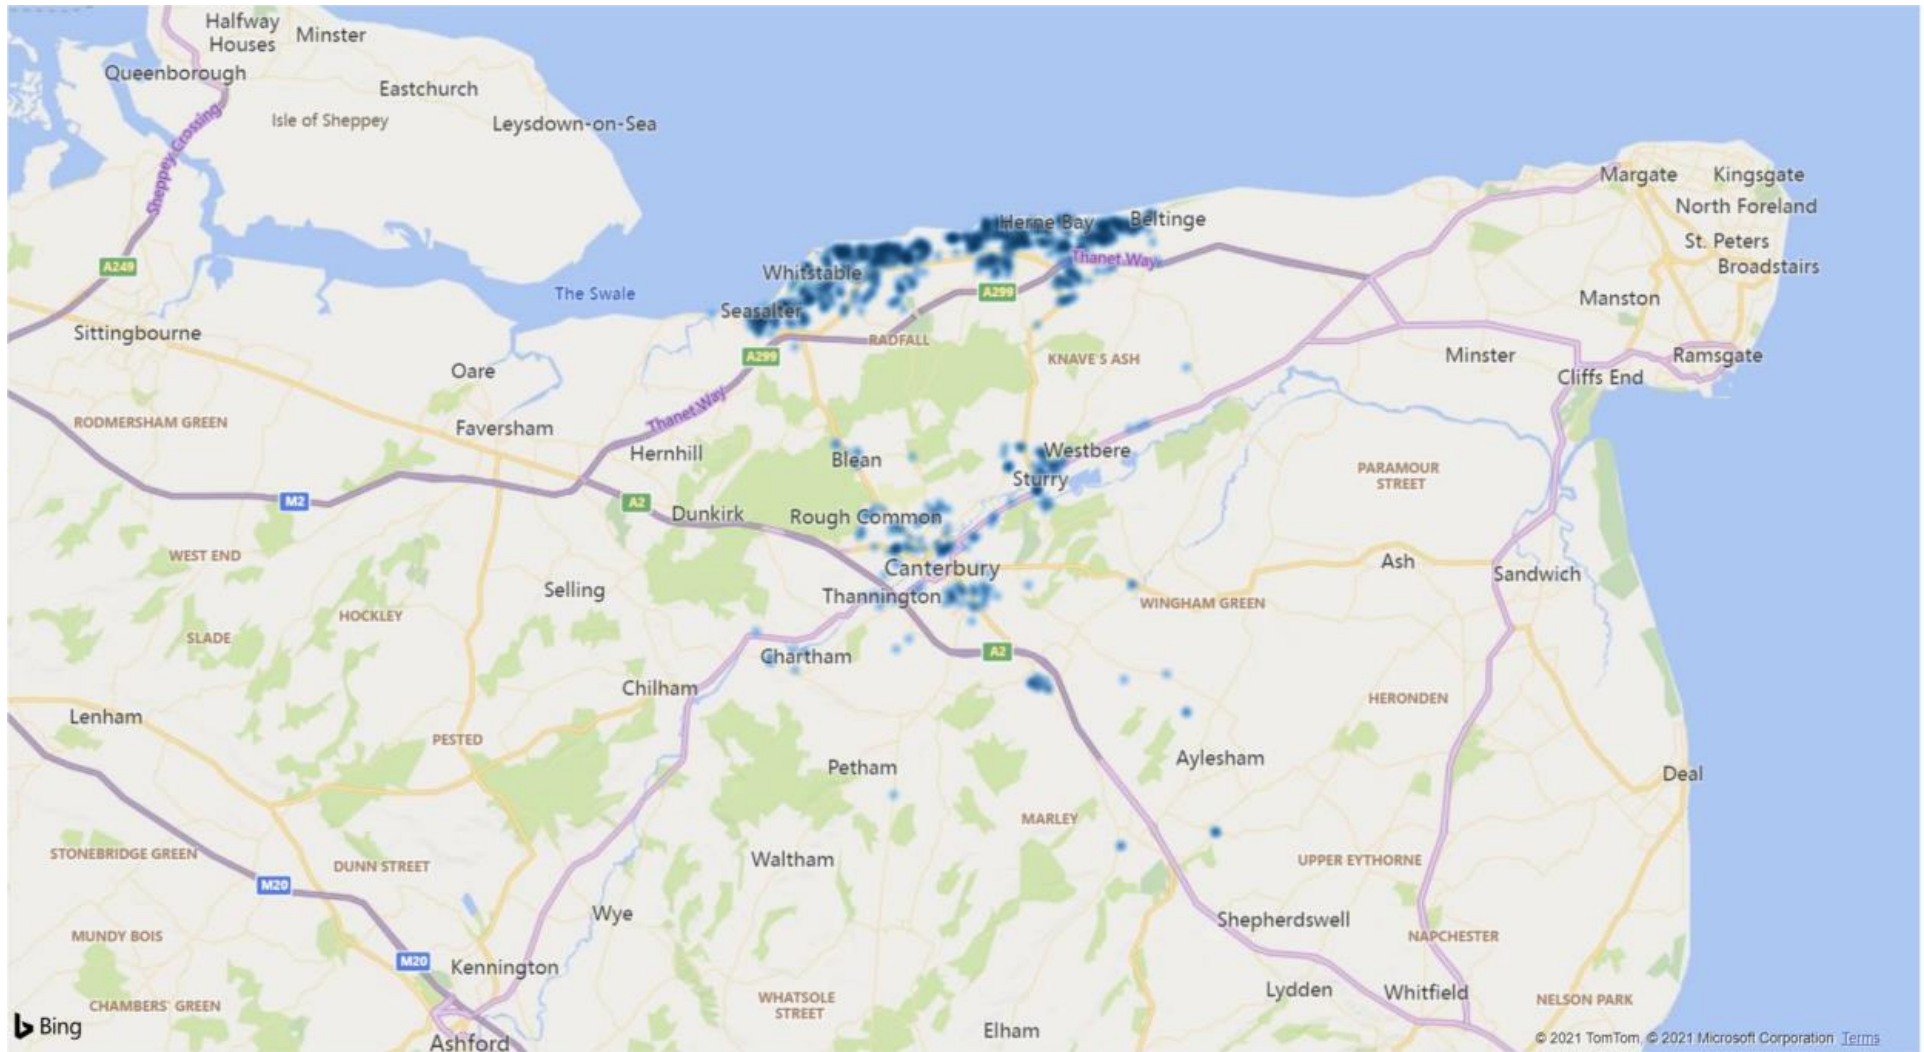 Halfway
Houses
Minster
Queenborough
Eastchurch
Isle of Sheppey
Leysdown-on-Sea
Sheppey Crossing
Margate
Kingsgate
North Foreland
Herne Bay
Beltinge
St. Peters
Thanet Way
Broadstairs
A249
Whitstable
The Swale
A299
Manston
Seasalter
Sittingbourne
RADFALL
A299
KNAVE'S ASH
Minster
Ramsgate
Oare
Cliffs End
Thanet Way
RODMERSHAM GREEN
Faversham
Hernhill
Blean
Westbere
PARAMOUR
STREET
Sturry
M2
A2
Dunkirk
Rough Common
WEST END
Canterbury
Ash
Sandwich
Selling
Thannington
WINGHAM GREEN
HOCKLEY
SLADE
Chartham
A2
Chilham
HERONDEN
Lenham
PESTED
Petham
Aylesham
Deal
MARLEY
STONEBRIDGE GREEN
DUNN STREET
Waltham
UPPER EYTHORNE
M20
Wye
Shepherdswell
MUNDY BOIS
NAPCHESTER
M20
Kennington
Lydden
Whitfield
CHAMBERS' GREEN
WHATSOLE
STREET
NELSON PARK
Bing
Elham
Ashford
© 2021 TomTom, © 2021 Microsoft Corporation Terms